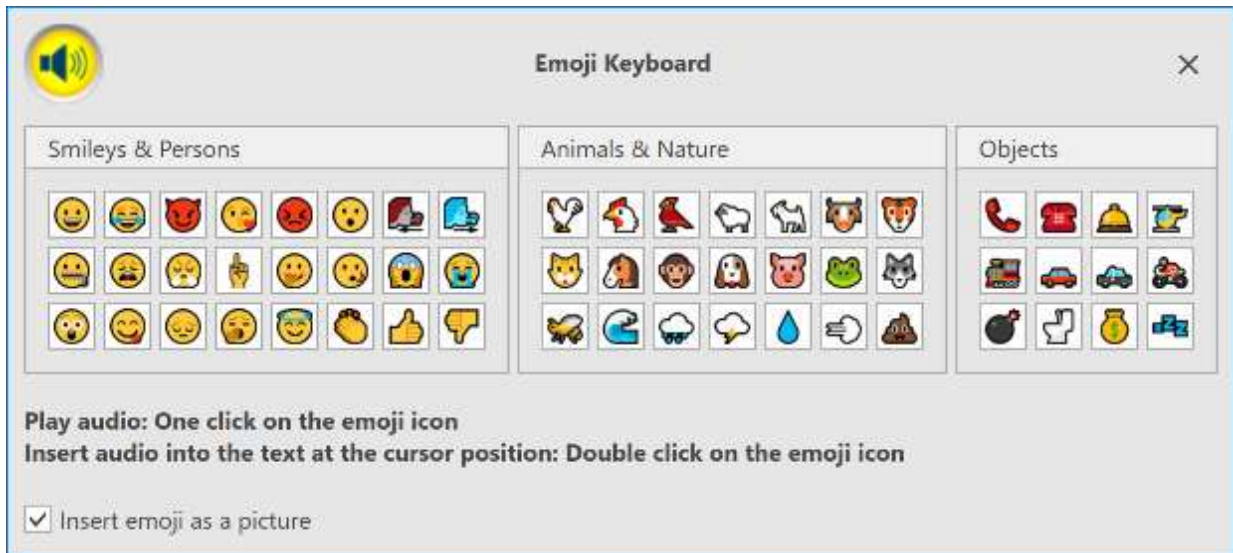 Emoji Keyboard
Smileys & Persons
Animals & Nature
Objects
Play audio: One click on the emoji icon
Insert audio into the text at the cursor position: Double click on the emoji icon
Insert emoji as a picture